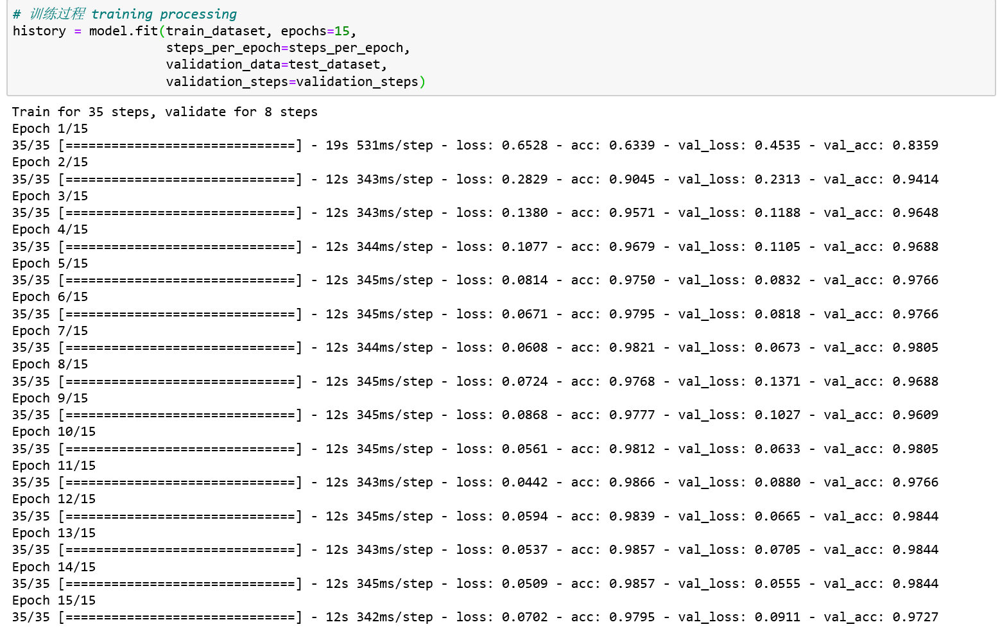 # 训练过程 training processing
history = model.fit(train_dataset, epochs=15,
                    steps_per_epoch=steps_per_epoch,
                    validation_data=test_dataset,
                    validation_steps=validation_steps)
Train for 35 steps, validate for 8 steps
Epoch 1/15
35/35 [==============================] - 19s 531ms/step - loss: 0.6528 - acc: 0.6339 - val_loss: 0.4535 - val_acc: 0.8359
Epoch 2/15
35/35 [==============================] - 12s 343ms/step - loss: 0.2829 - acc: 0.9045 - val_loss: 0.2313 - val_acc: 0.9414
Epoch 3/15
35/35 [==============================] - 12s 343ms/step - loss: 0.1380 - acc: 0.9571 - val_loss: 0.1188 - val_acc: 0.9648
Epoch 4/15
35/35 [==============================] - 12s 344ms/step - loss: 0.1077 - acc: 0.9679 - val_loss: 0.1105 - val_acc: 0.9688
Epoch 5/15
35/35 [==============================] - 12s 345ms/step - loss: 0.0814 - acc: 0.9750 - val_loss: 0.0832 - val_acc: 0.9766
Epoch 6/15
35/35 [==============================] - 12s 345ms/step - loss: 0.0671 - acc: 0.9795 - val_loss: 0.0818 - val_acc: 0.9766
Epoch 7/15
35/35 [==============================] - 12s 344ms/step - loss: 0.0608 - acc: 0.9821 - val_loss: 0.0673 - val_acc: 0.9805
Epoch 8/15
35/35 [==============================] - 12s 345ms/step - loss: 0.0724 - acc: 0.9768 - val_loss: 0.1371 - val_acc: 0.9688
Epoch 9/15
35/35 [==============================] - 12s 345ms/step - loss: 0.0868 - acc: 0.9777 - val_loss: 0.1027 - val_acc: 0.9609
Epoch 10/15
35/35 [==============================] - 12s 345ms/step - loss: 0.0561 - acc: 0.9812 - val_loss: 0.0633 - val_acc: 0.9805
Epoch 11/15
35/35 [==============================] - 12s 343ms/step - loss: 0.0442 - acc: 0.9866 - val_loss: 0.0880 - val_acc: 0.9766
Epoch 12/15
35/35 [==============================] - 12s 345ms/step - loss: 0.0594 - acc: 0.9839 - val_loss: 0.0665 - val_acc: 0.9844
Epoch 13/15
35/35 [==============================] - 12s 343ms/step - loss: 0.0537 - acc: 0.9857 - val_loss: 0.0705 - val_acc: 0.9844
Epoch 14/15
35/35 [==============================] - 12s 345ms/step - loss: 0.0509 - acc: 0.9857 - val_loss: 0.0555 - val_acc: 0.9844
Epoch 15/15
35/35 [==============================] - 12s 342ms/step - loss: 0.0702 - acc: 0.9795 - val_loss: 0.0911 - val_acc: 0.9727